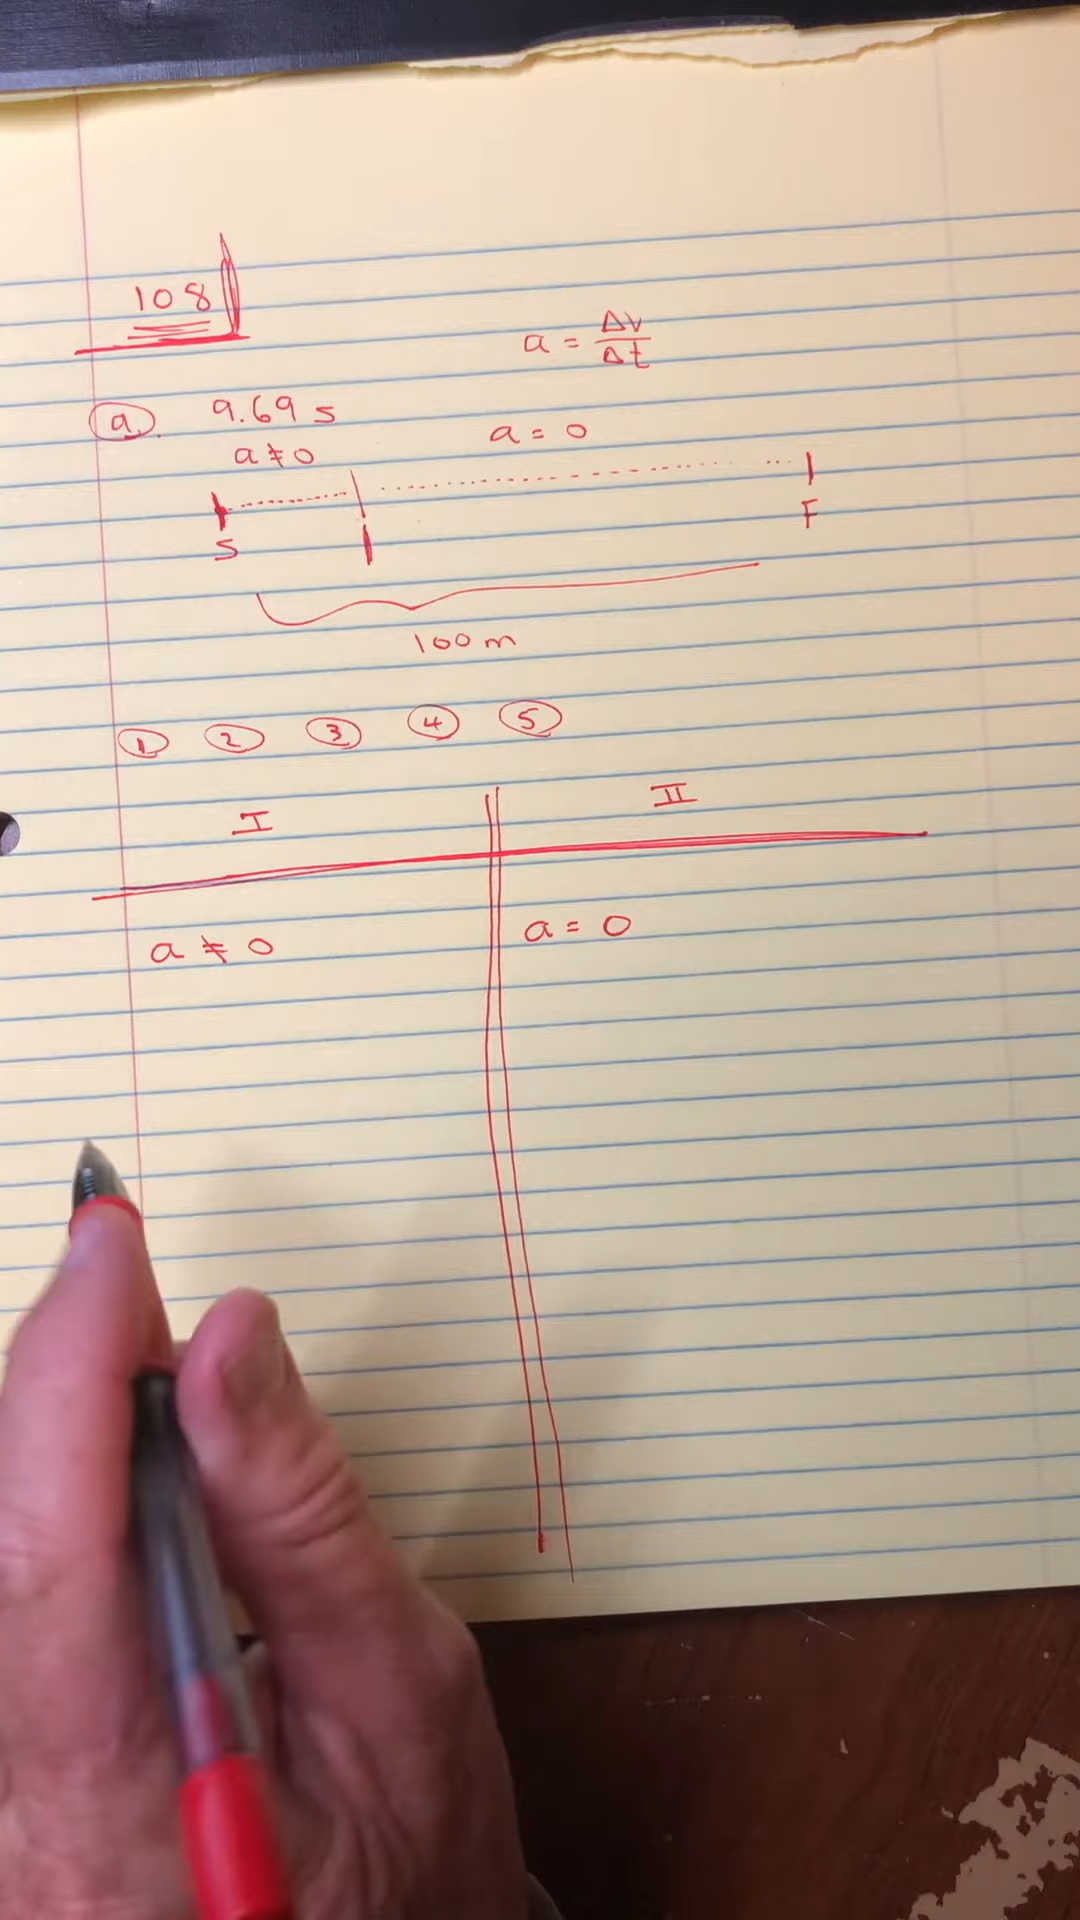 108
a = Δv/Δt
a. 9.69 s
a ≠ 0 a = 0
S F
100 m
1 2 3 4 5
I II
a ≠ 0 a = 0